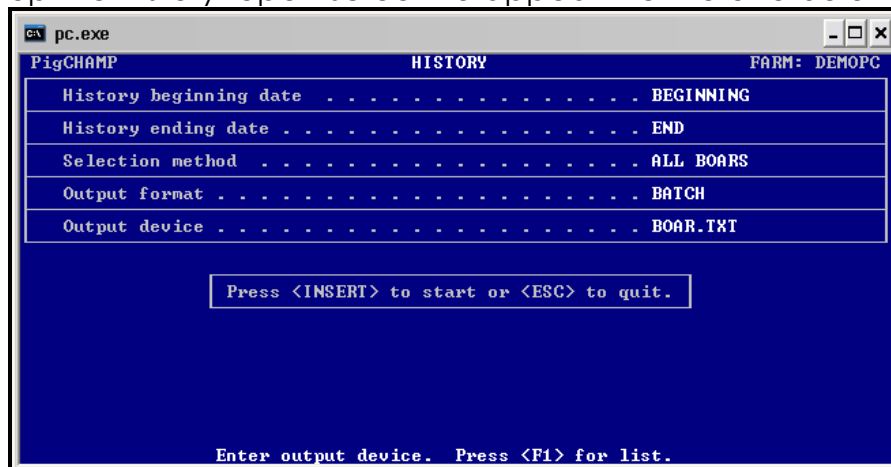 pc.exe
PigCHAMP HISTORY FARM: DEMOPC
History beginning date . . . . . . . . . . . . . . . BEGINNING
History ending date . . . . . . . . . . . . . . . . . END
Selection method . . . . . . . . . . . . . . . . . . ALL BOARS
Output format . . . . . . . . . . . . . . . . . . . . BATCH
Output device . . . . . . . . . . . . . . . . . . . . BOAR.TXT
Press <INSERT> to start or <ESC> to quit.
Enter output device. Press <F1> for list.